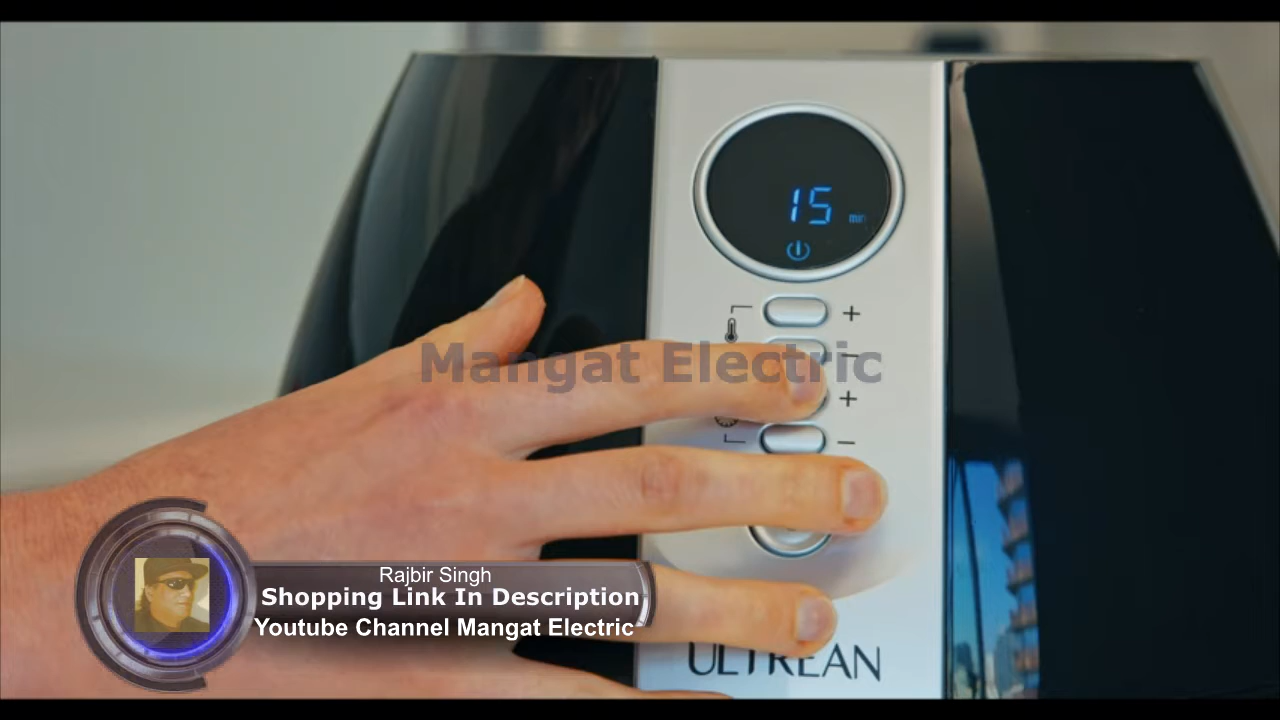 15
min
+
−
Mangat Electric
+
−
Rajbir Singh
Shopping Link In Description
Youtube Channel Mangat Electric
ULTREAN